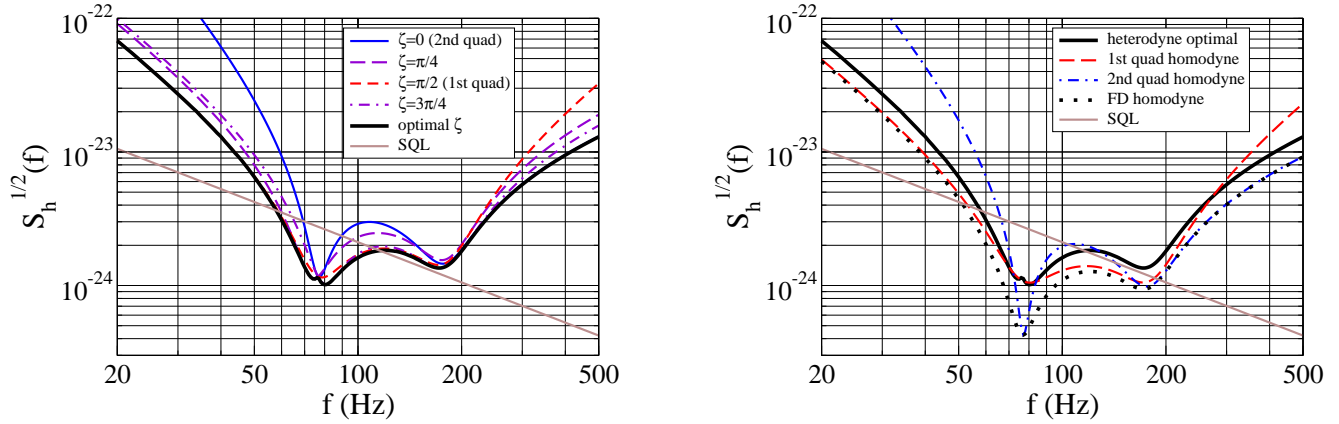 10^-22
10^-23
10^-24
S_h^1/2(f)
ζ=0 (2nd quad)
ζ=π/4
ζ=π/2 (1st quad)
ζ=3π/4
optimal ζ
SQL
20 50 100 200 500
f (Hz)
10^-22
10^-23
10^-24
S_h^1/2(f)
heterodyne optimal
1st quad homodyne
2nd quad homodyne
FD homodyne
SQL
20 50 100 200 500
f (Hz)